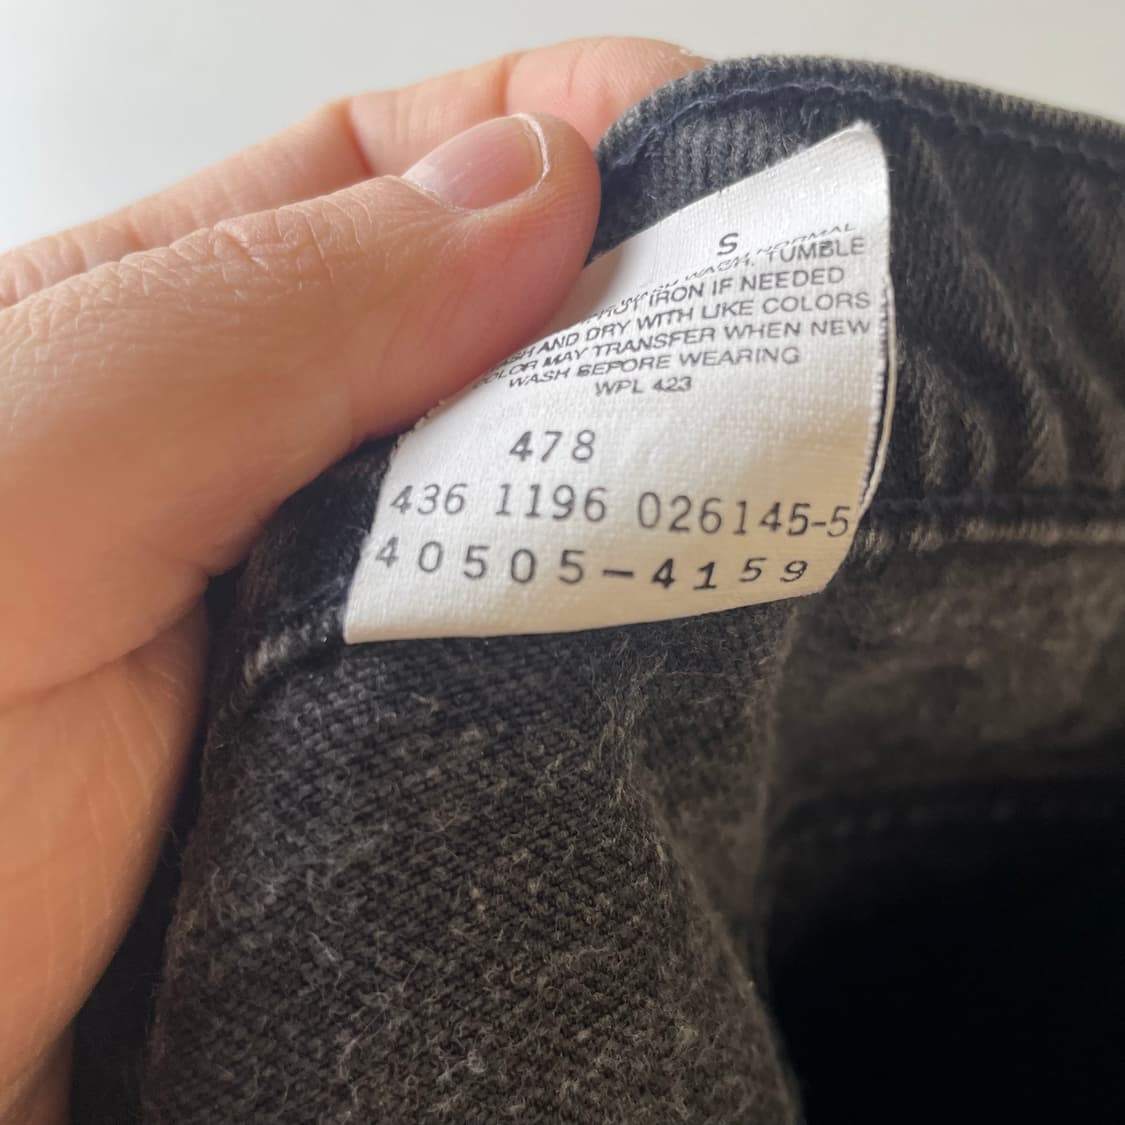 S
NORMAL
WASH. TUMBLE
IRON IF NEEDED
AND DRY WITH LIKE COLORS
MAY TRANSFER WHEN NEW
WASH BEFORE WEARING
WPL 423
478
436 1196 026145-5
40505-4159